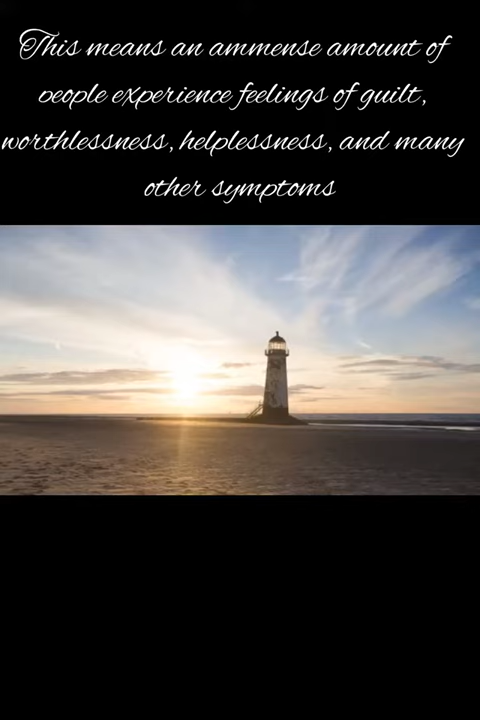 This means an ammense amount of
people experience feelings of guilt,
worthlessness, helplessness, and many
other symptoms